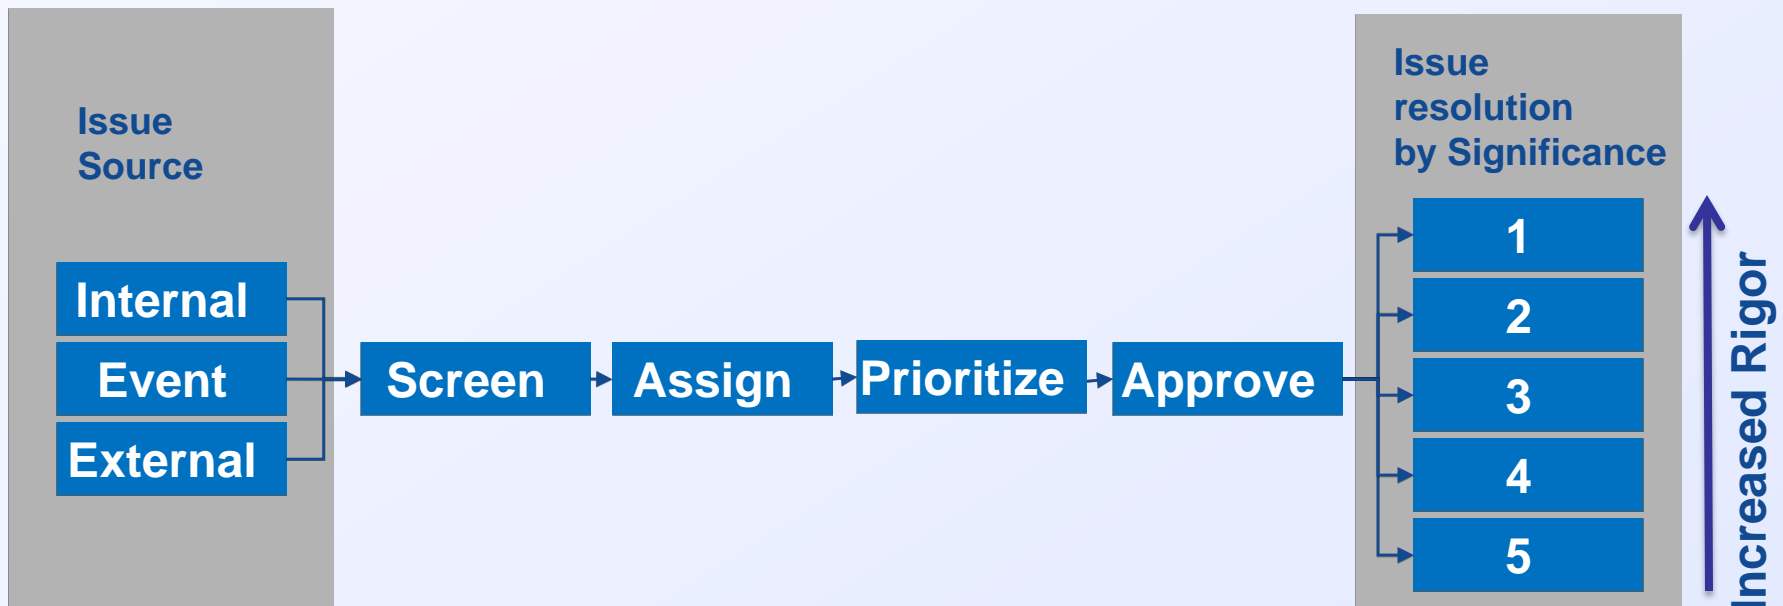 Issue
Source
Internal
Event
External
Screen
Assign
Prioritize
Approve
Issue
resolution
by Significance
1
2
3
4
5
Increased Rigor